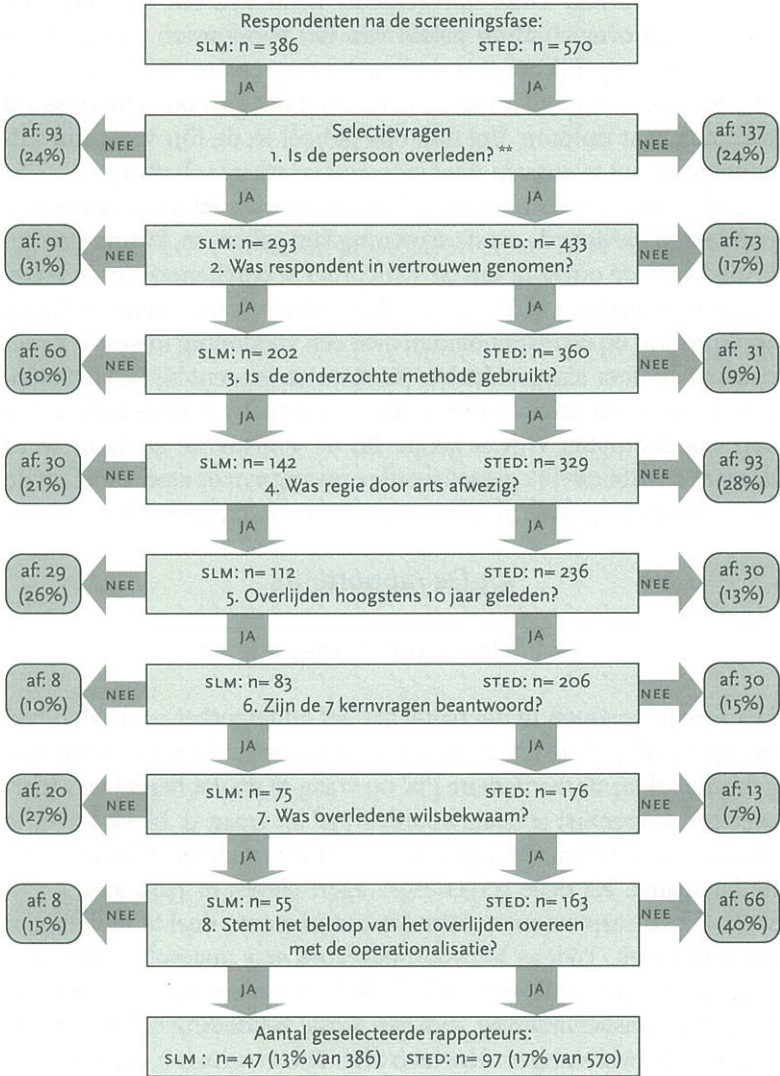 Respondenten na de screeningsfase:
SLM: n = 386 STED: n = 570
JA JA
af: 93
(24%)
NEE
Selectievragen
1. Is de persoon overleden? **
NEE
af: 137
(24%)
JA JA
af: 91
(31%)
NEE
SLM: n= 293 STED: n= 433
2. Was respondent in vertrouwen genomen?
NEE
af: 73
(17%)
JA JA
af: 60
(30%)
NEE
SLM: n= 202 STED: n= 360
3. Is de onderzochte methode gebruikt?
NEE
af: 31
(9%)
JA JA
af: 30
(21%)
NEE
SLM: n= 142 STED: n= 329
4. Was regie door arts afwezig?
NEE
af: 93
(28%)
JA JA
af: 29
(26%)
NEE
SLM: n= 112 STED: n= 236
5. Overlijden hoogstens 10 jaar geleden?
NEE
af: 30
(13%)
JA JA
af: 8
(10%)
NEE
SLM: n= 83 STED: n= 206
6. Zijn de 7 kernvragen beantwoord?
NEE
af: 30
(15%)
JA JA
af: 20
(27%)
NEE
SLM: n= 75 STED: n= 176
7. Was overledene wilsbekwaam?
NEE
af: 13
(7%)
JA JA
af: 8
(15%)
NEE
SLM: n= 55 STED: n= 163
8. Stemt het beloop van het overlijden overeen
met de operationalisatie?
NEE
af: 66
(40%)
JA JA
Aantal geselecteerde rapporteurs:
SLM : n= 47 (13% van 386) STED: n= 97 (17% van 570)